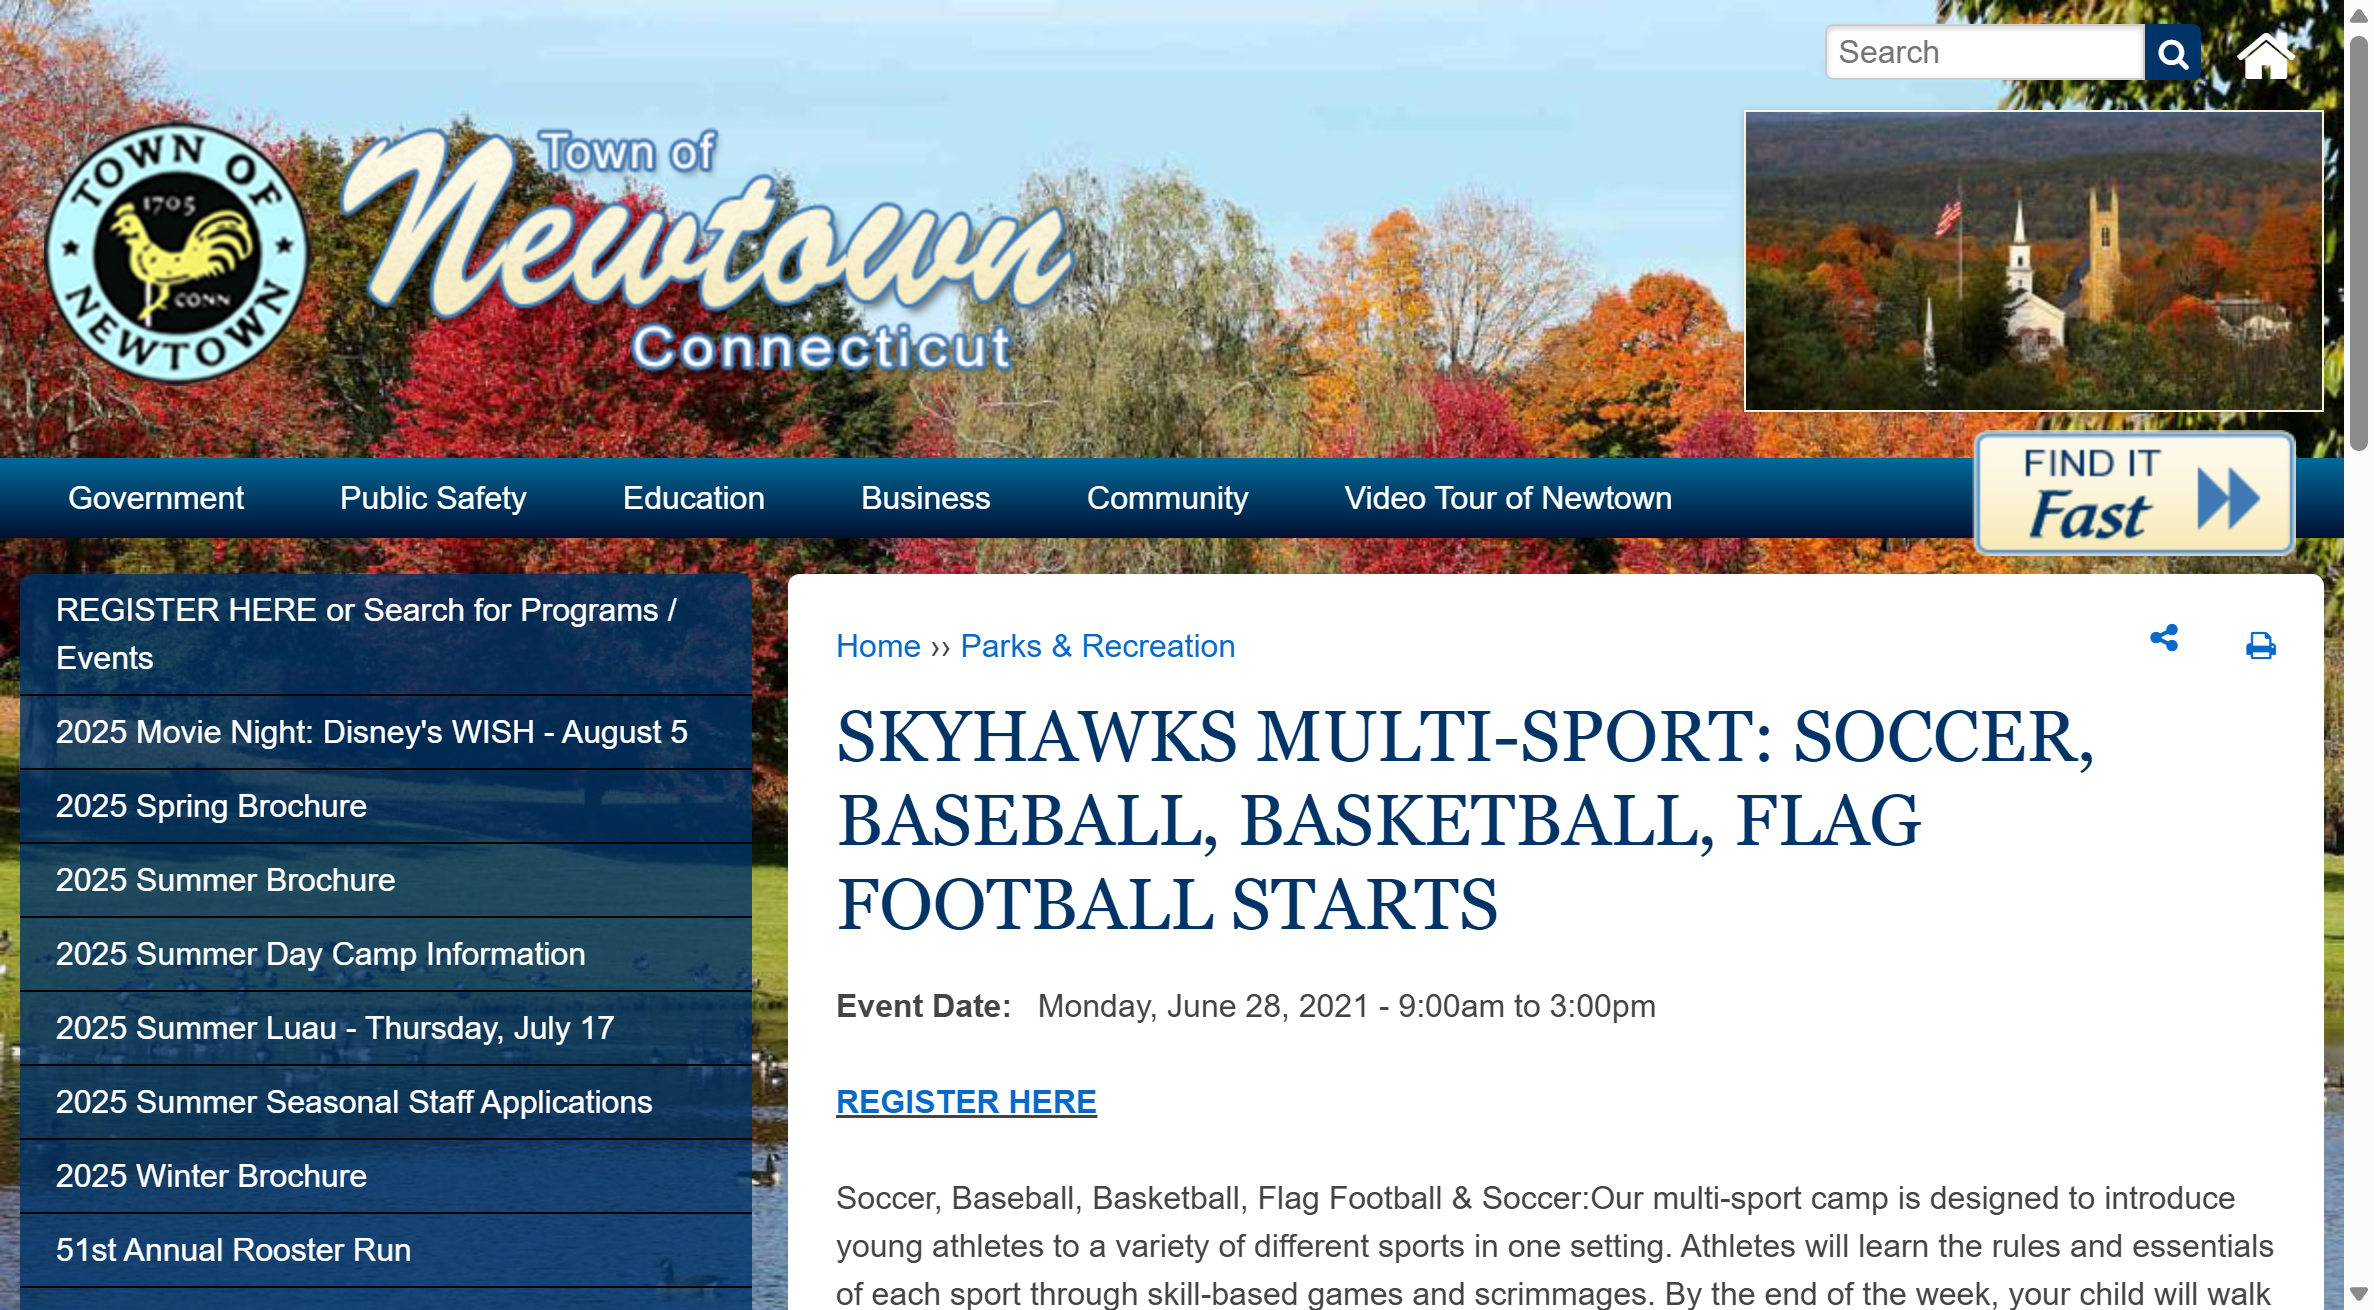 Search
TOWN OF
1705
CONN
NEWTOWN
Town of
Newtown
Connecticut
Government
Public Safety
Education
Business
Community
Video Tour of Newtown
FIND IT
Fast
REGISTER HERE or Search for Programs /
Events
2025 Movie Night: Disney's WISH - August 5
2025 Spring Brochure
2025 Summer Brochure
2025 Summer Day Camp Information
2025 Summer Luau - Thursday, July 17
2025 Summer Seasonal Staff Applications
2025 Winter Brochure
51st Annual Rooster Run
Home ›› Parks & Recreation
SKYHAWKS MULTI-SPORT: SOCCER,
BASEBALL, BASKETBALL, FLAG
FOOTBALL STARTS
Event Date: Monday, June 28, 2021 - 9:00am to 3:00pm
REGISTER HERE
Soccer, Baseball, Basketball, Flag Football & Soccer:Our multi-sport camp is designed to introduce
young athletes to a variety of different sports in one setting. Athletes will learn the rules and essentials
of each sport through skill-based games and scrimmages. By the end of the week, your child will walk